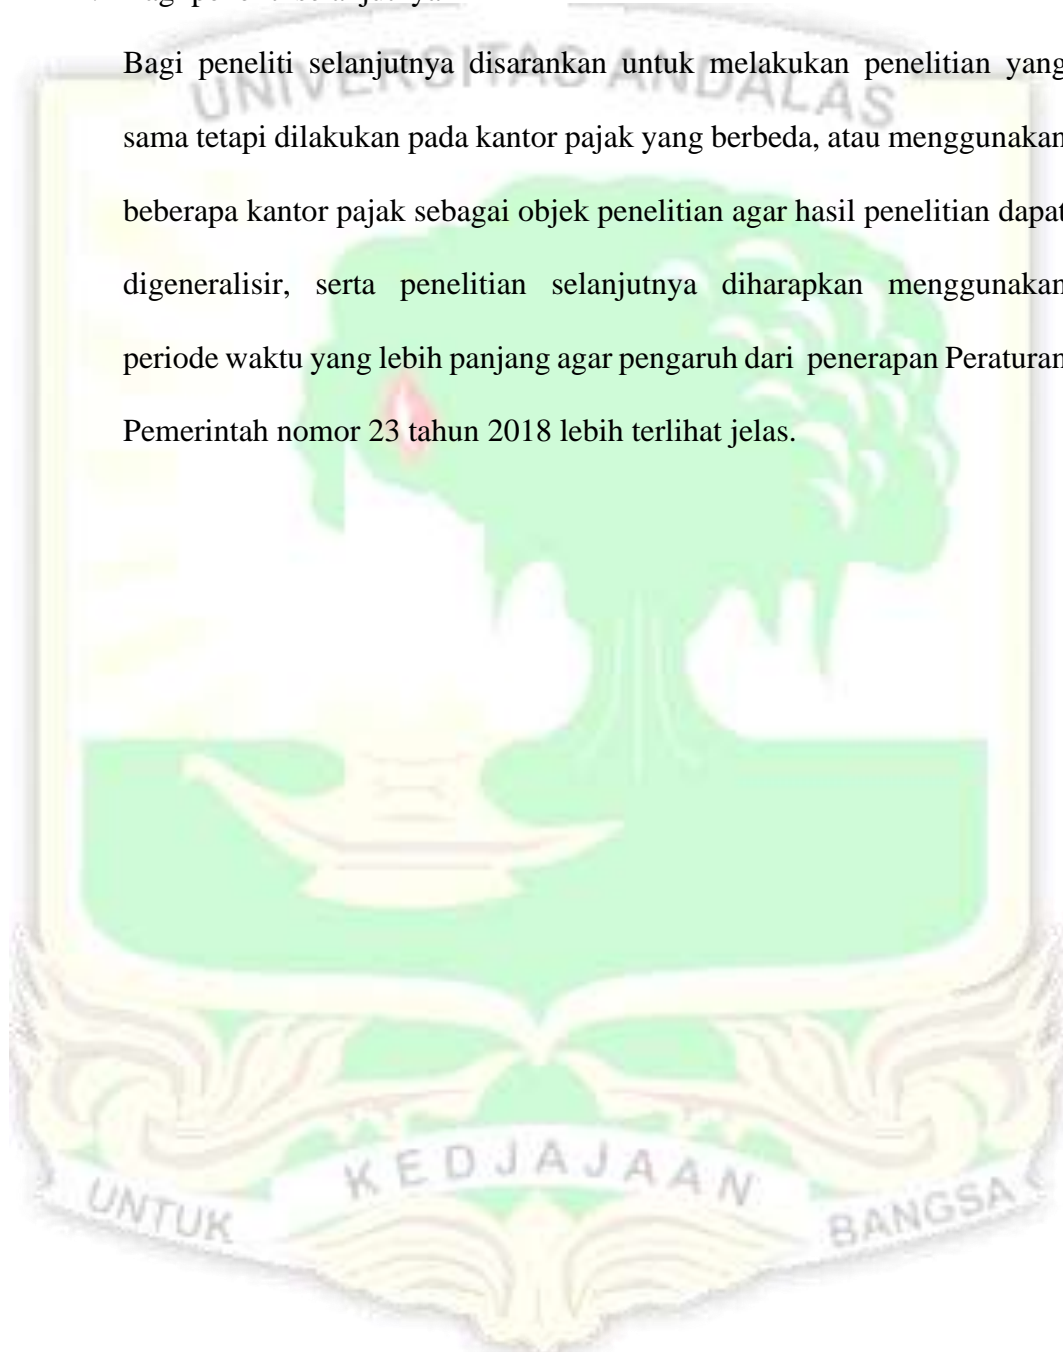 UNIVERSITAS ANDALAS
Bagi peneliti selanjutnya disarankan untuk melakukan penelitian yang
sama tetapi dilakukan pada kantor pajak yang berbeda, atau menggunakan
beberapa kantor pajak sebagai objek penelitian agar hasil penelitian dapat
digeneralisir, serta penelitian selanjutnya diharapkan menggunakan
periode waktu yang lebih panjang agar pengaruh dari penerapan Peraturan
Pemerintah nomor 23 tahun 2018 lebih terlihat jelas.
UNTUK KEDJAJAAN BANGSA